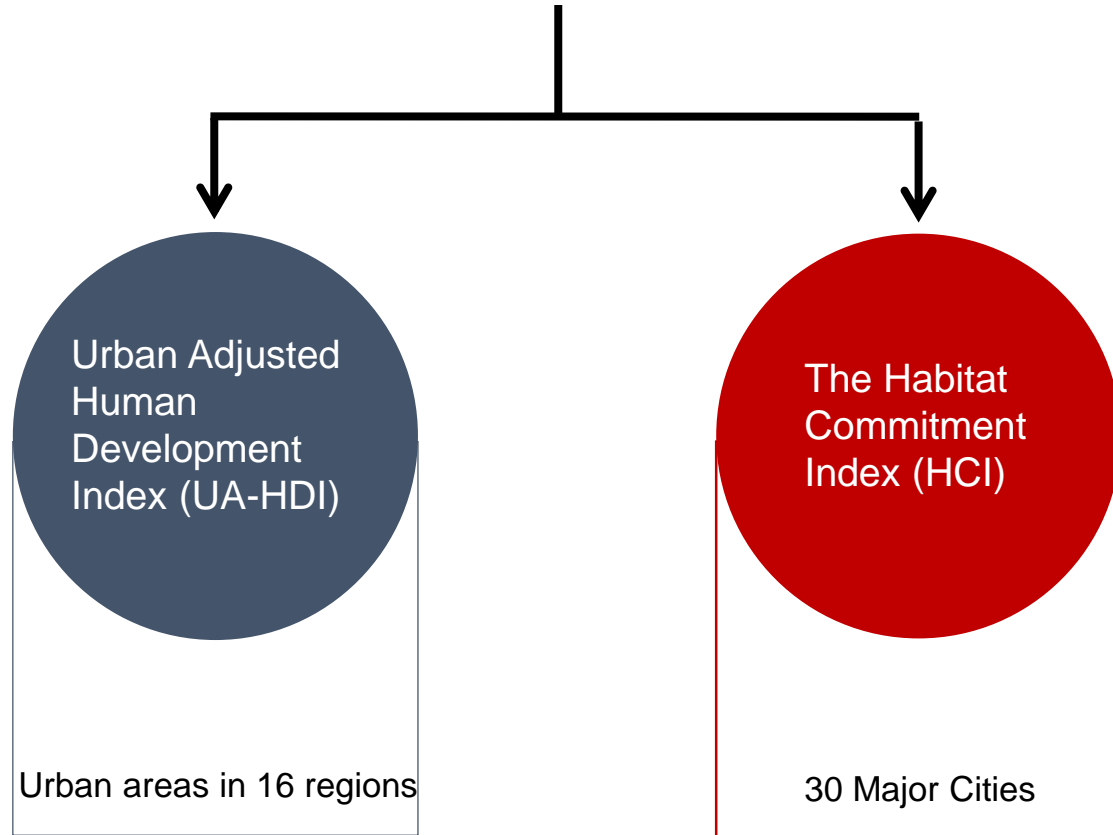 Urban Adjusted
Human
Development
Index (UA-HDI)
The Habitat
Commitment
Index (HCI)
Urban areas in 16 regions
30 Major Cities